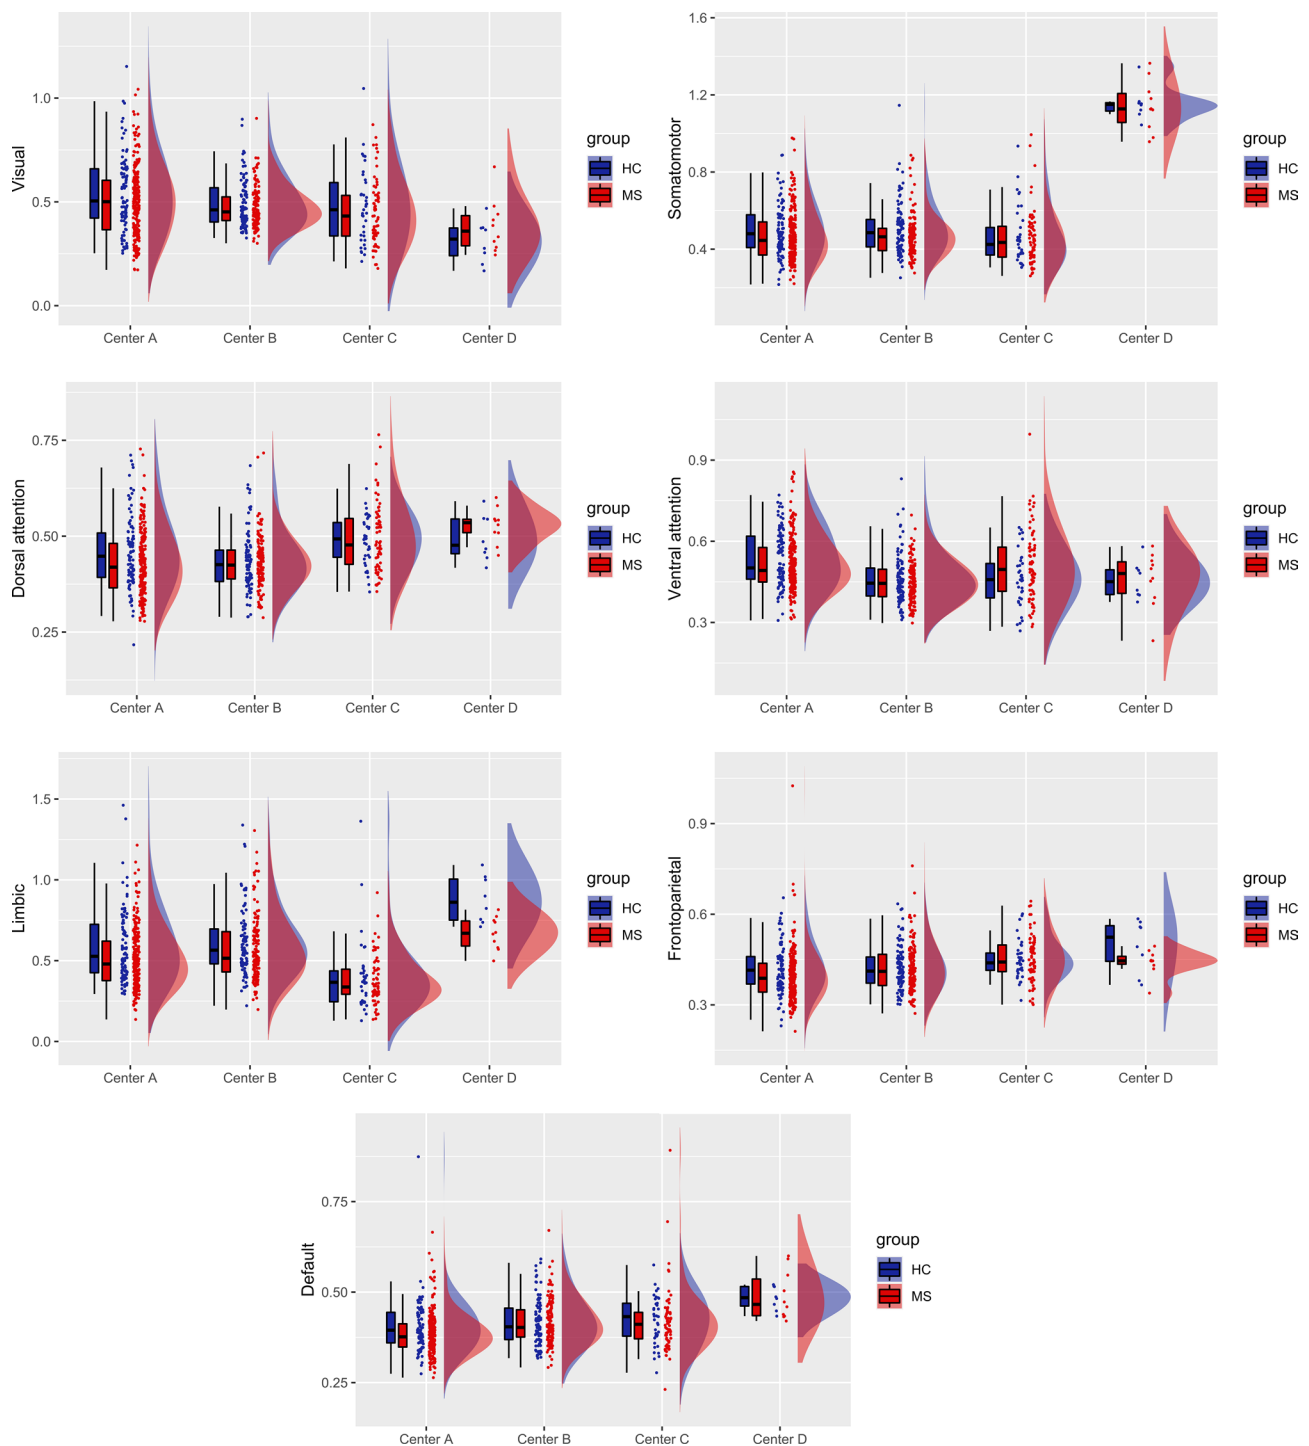 Visual
1.0
0.5
0.0
Center A Center B Center C Center D
group
HC
MS
Somatomotor
1.6
1.2
0.8
0.4
Center A Center B Center C Center D
group
HC
MS
Dorsal attention
0.75
0.50
0.25
Center A Center B Center C Center D
group
HC
MS
Ventral attention
0.9
0.6
0.3
Center A Center B Center C Center D
group
HC
MS
Limbic
1.5
1.0
0.5
0.0
Center A Center B Center C Center D
group
HC
MS
Frontoparietal
0.9
0.6
0.3
Center A Center B Center C Center D
group
HC
MS
Default
0.75
0.50
0.25
Center A Center B Center C Center D
group
HC
MS